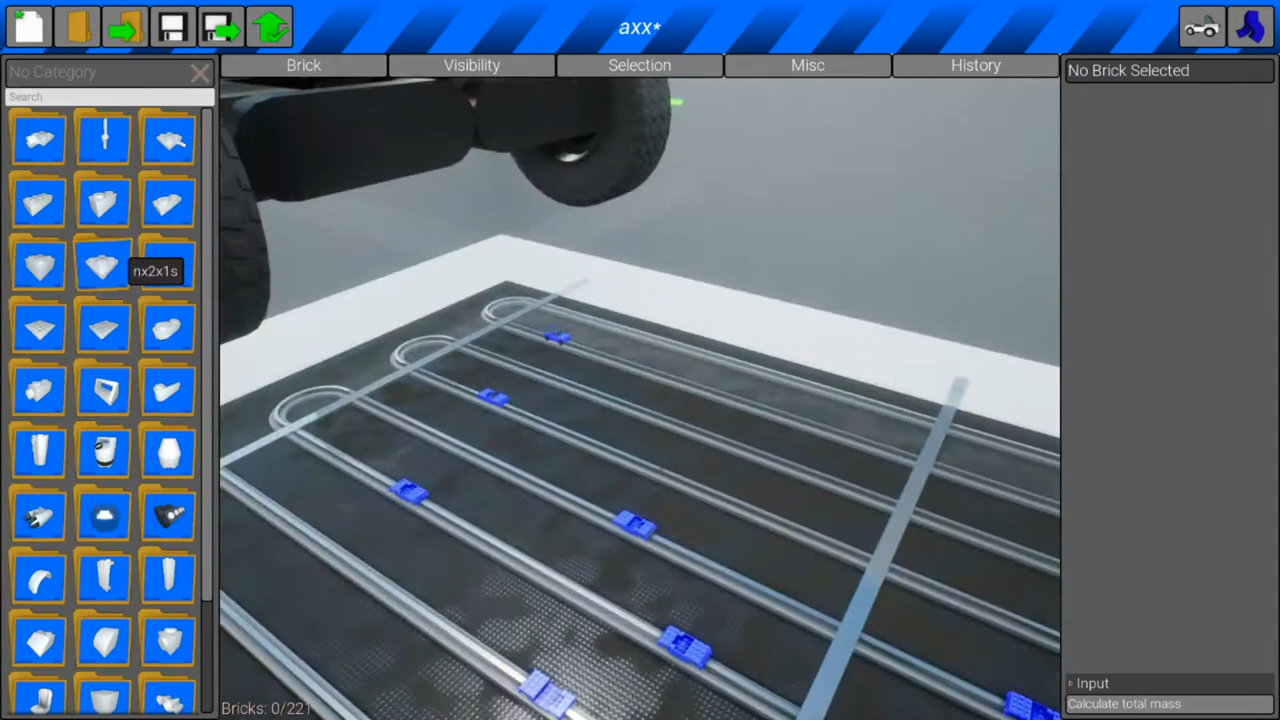 axx*
No Category
Search
Brick
Visibility
Selection
Misc
History
No Brick Selected
nx2x1s
Bricks: 0/221
Input
Calculate total mass